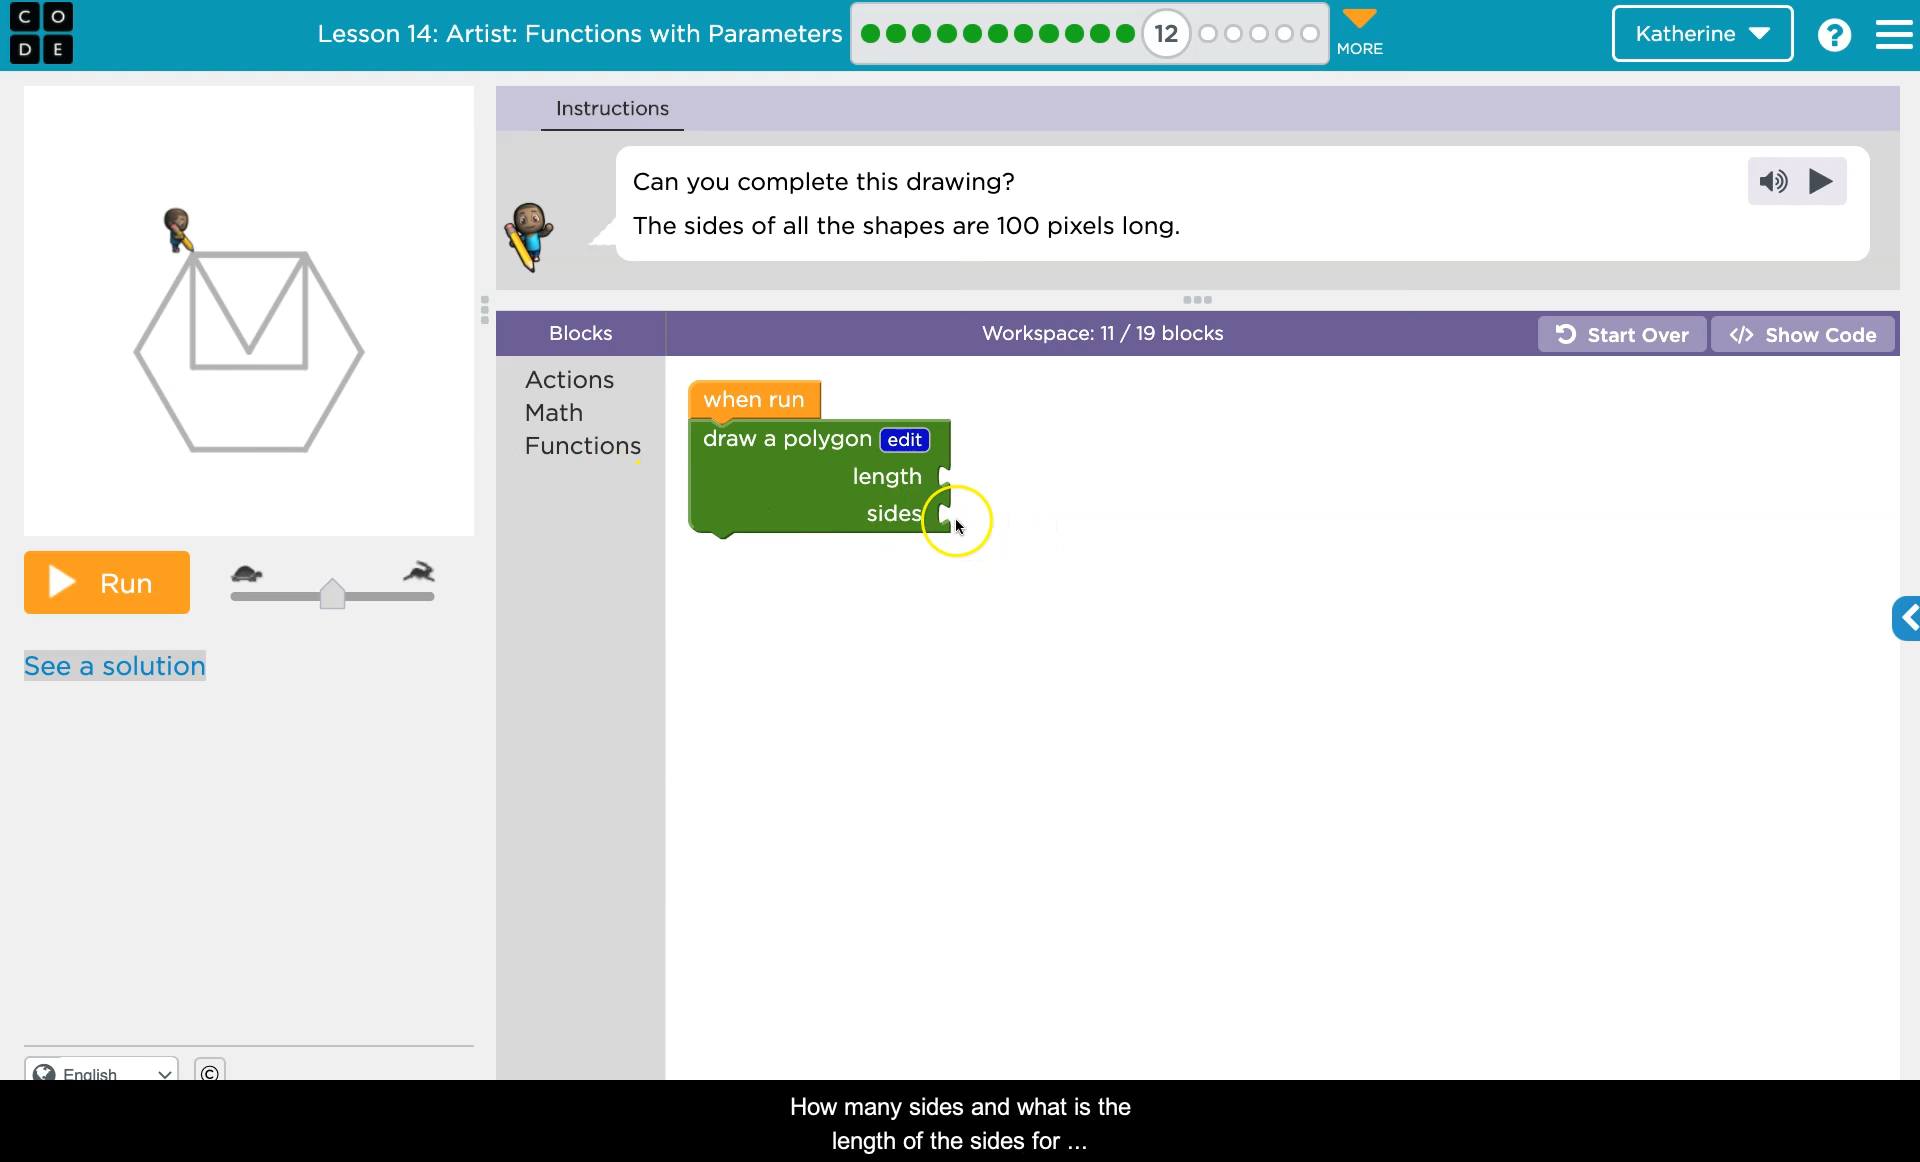 CODE
Lesson 14: Artist: Functions with Parameters
12
MORE
Katherine
?
Instructions
Can you complete this drawing?
The sides of all the shapes are 100 pixels long.
Blocks
Workspace: 11 / 19 blocks
Start Over
</> Show Code
Actions
Math
Functions
when run
draw a polygon edit
length
sides
Run
See a solution
English
©
How many sides and what is the
length of the sides for ...